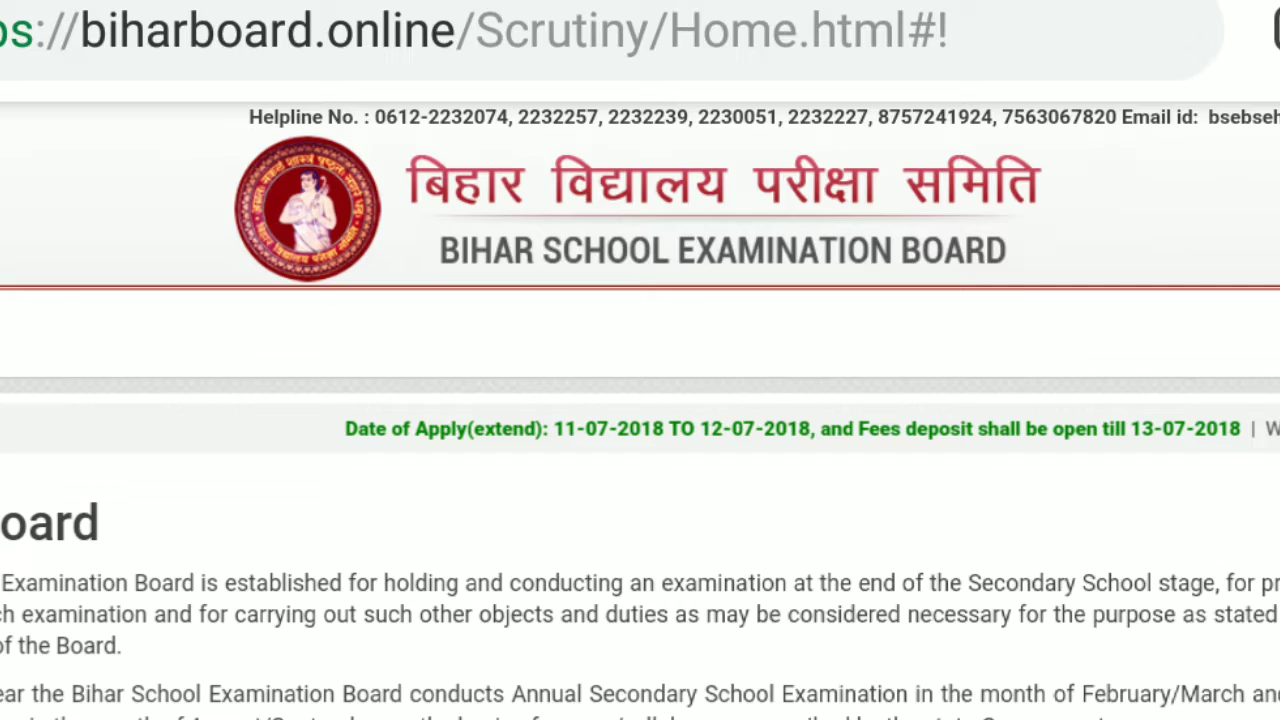 ps://biharboard.online/Scrutiny/Home.html#!
Helpline No. : 0612-2232074, 2232257, 2232239, 2230051, 2232227, 8757241924, 7563067820 Email id: bsebseh
बिहार विद्यालय परीक्षा समिति
BIHAR SCHOOL EXAMINATION BOARD
Date of Apply(extend): 11-07-2018 TO 12-07-2018, and Fees deposit shall be open till 13-07-2018 | W
oard
Examination Board is established for holding and conducting an examination at the end of the Secondary School stage, for pr
ch examination and for carrying out such other objects and duties as may be considered necessary for the purpose as stated
of the Board.
ear the Bihar School Examination Board conducts Annual Secondary School Examination in the month of February/March and